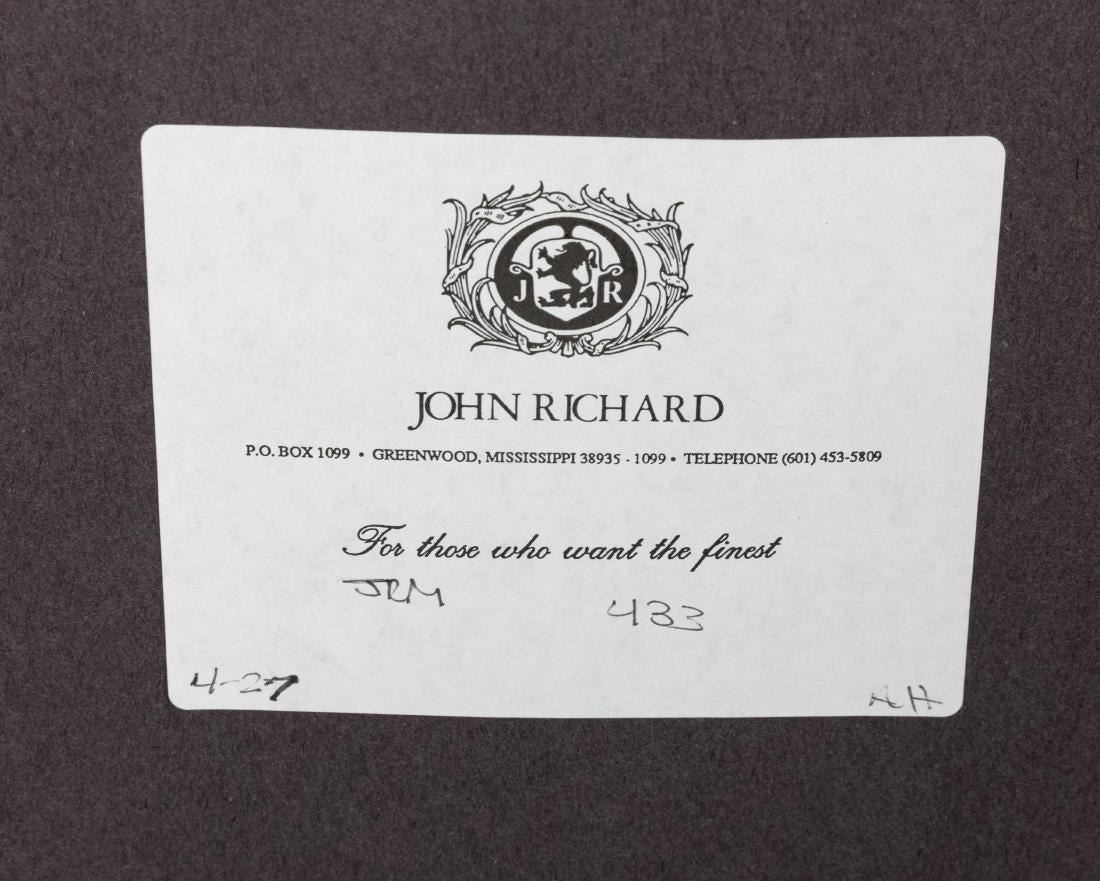 J R
JOHN RICHARD
P.O. BOX 1099 • GREENWOOD, MISSISSIPPI 38935 - 1099 • TELEPHONE (601) 453-5809
For those who want the finest
JRM 433
4-27 NH